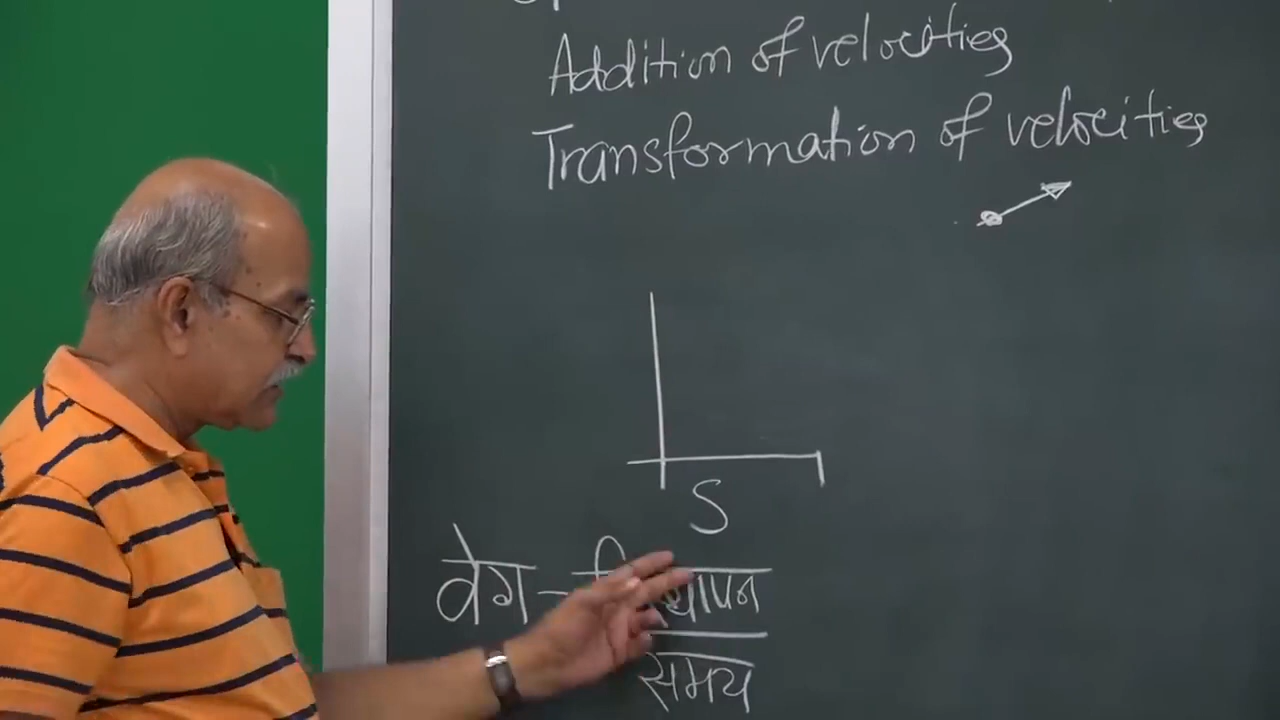 Addition of velocities
Transformation of velocities
S
वेग =
समय